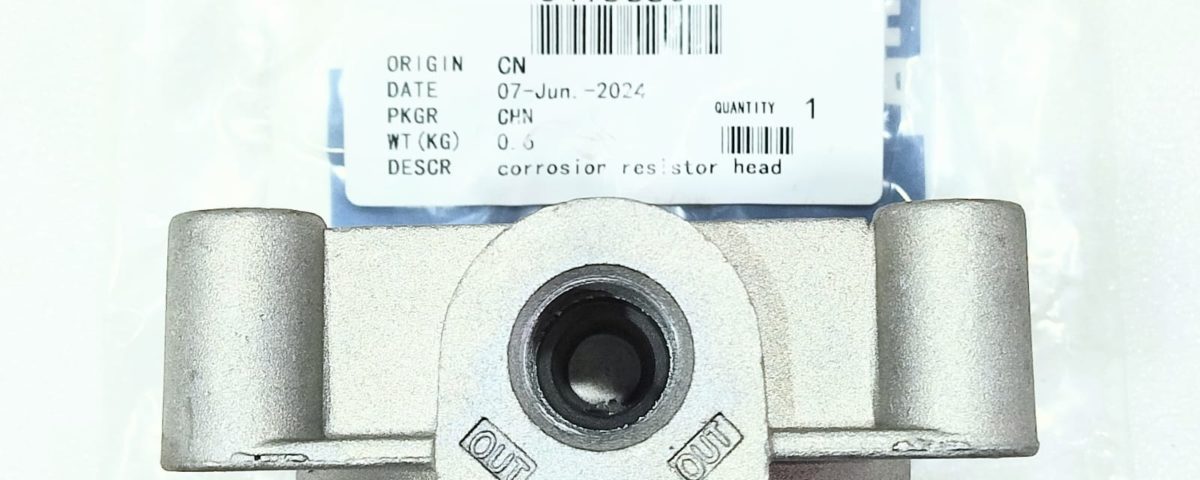 ORIGIN CN
DATE 07-Jun.-2024
PKGR CHN
QUANTITY 1
WT(KG) 0.6
DESCR corrosion resistor head
OUT
OUT